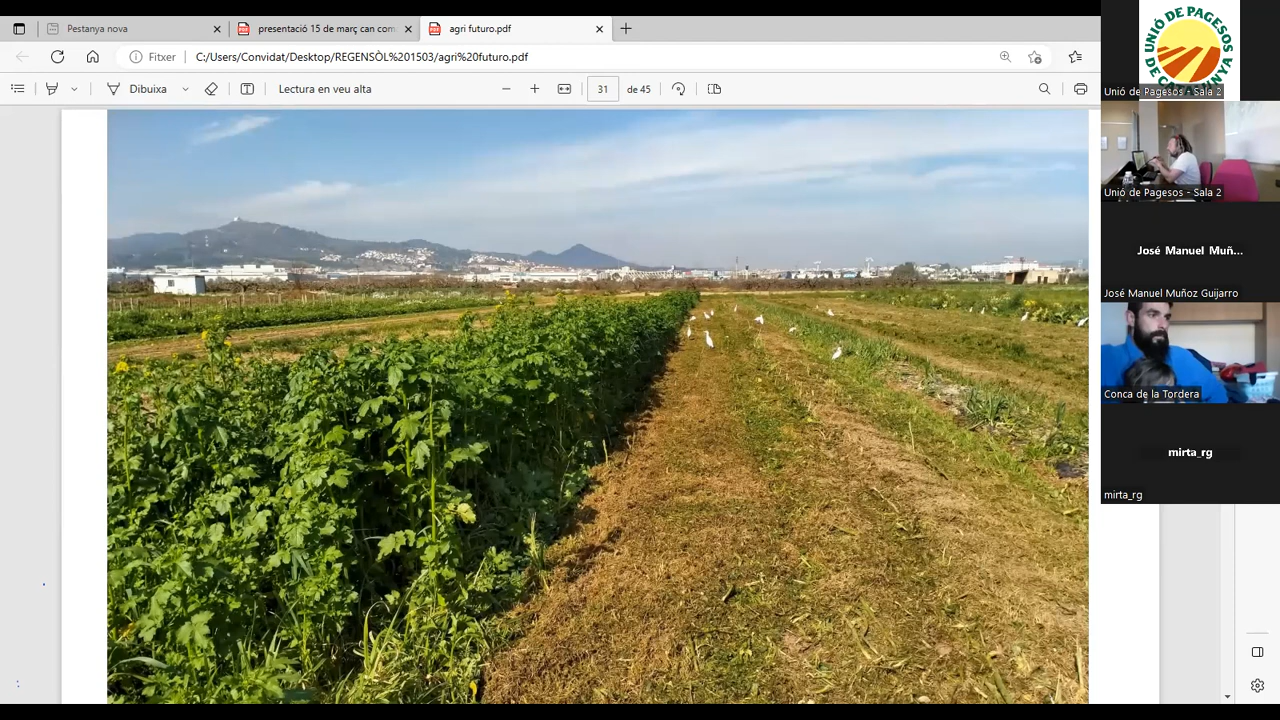 Pestanya nova
presentació 15 de març can com
agri futuro.pdf
Fitxer
C:/Users/Convidat/Desktop/REGENSÒL%201503/agri%20futuro.pdf
Dibuixa
Lectura en veu alta
31
de 45
UNIÓ DE PAGESOS
DE CATALUNYA
Unió de Pagesos - Sala 2
Unió de Pagesos - Sala 2
José Manuel Muñ...
José Manuel Muñoz Guijarro
Conca de la Tordera
mirta_rg
mirta_rg